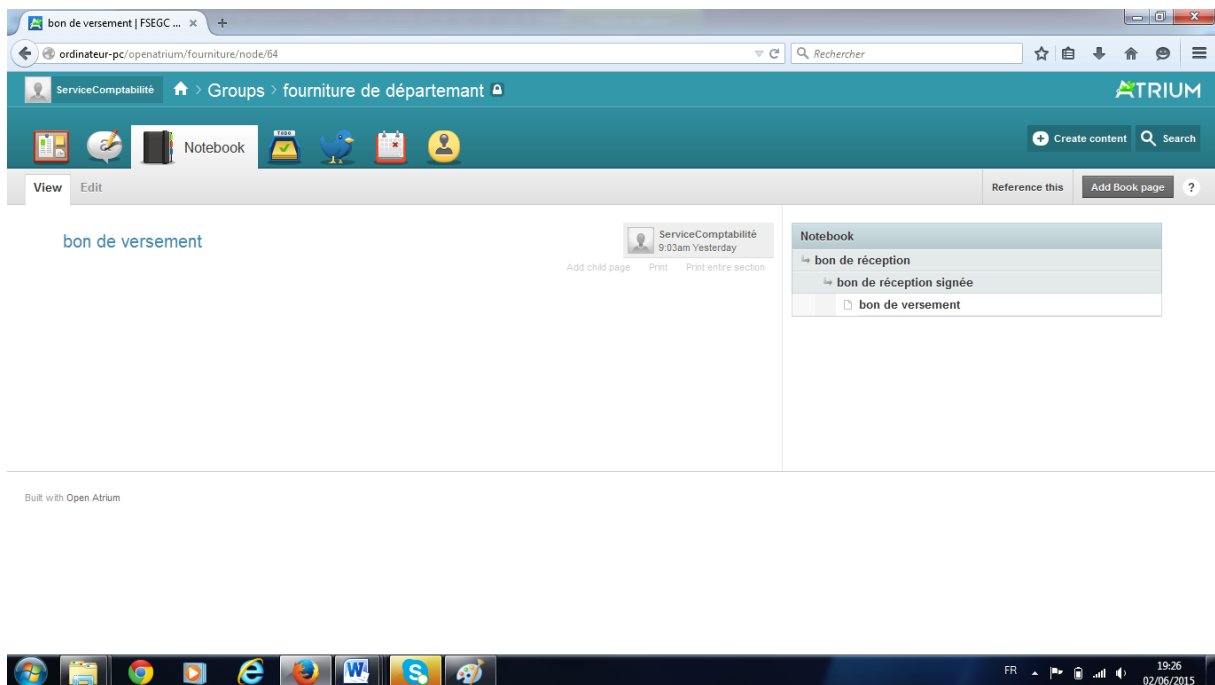 bon de versement | FSEGC ... × +
ordinateur-pc/openatrium/fourniture/node/64
Rechercher
ServiceComptabilité > Groups > fourniture de départemant
ATRIUM
Notebook
TODO
Create content Search
View Edit
Reference this Add Book page ?
bon de versement
ServiceComptabilité
9:03am Yesterday
Add child page Print Print entire section
Notebook
bon de réception
bon de réception signée
bon de versement
Built with Open Atrium
FR
19:26
02/06/2015